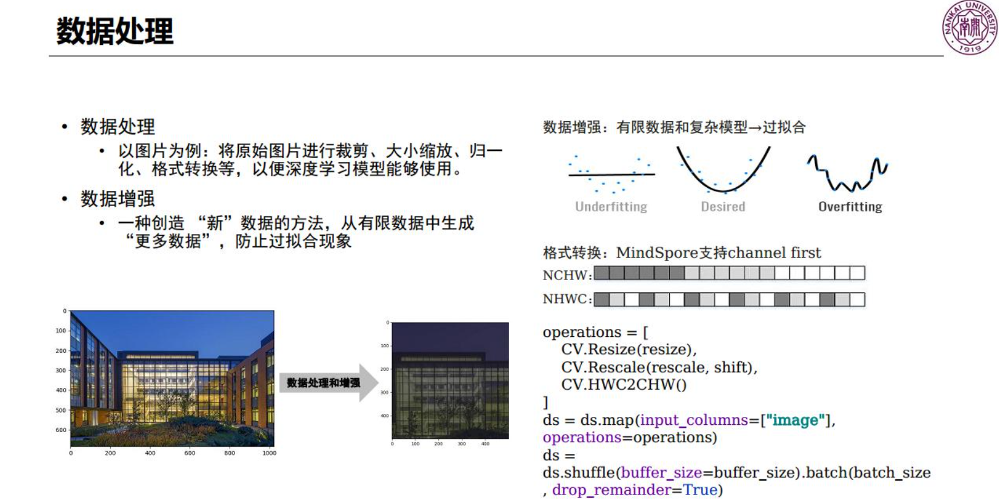 数据处理
NANKAI UNIVERSITY
南開
1919
• 数据处理
• 以图片为例：将原始图片进行裁剪、大小缩放、归一
化、格式转换等，以便深度学习模型能够使用。
• 数据增强
• 一种创造 “新”数据的方法，从有限数据中生成
“更多数据”，防止过拟合现象
0
100
200
300
400
500
600
0 200 400 600 800 1000
数据处理和增强
0
100
200
300
400
0 100 200 300 400
数据增强：有限数据和复杂模型→过拟合
Underfitting Desired Overfitting
格式转换：MindSpore支持channel first
NCHW:
NHWC:
operations = [
CV.Resize(resize),
CV.Rescale(rescale, shift),
CV.HWC2CHW()
]
ds = ds.map(input_columns=["image"],
operations=operations)
ds =
ds.shuffle(buffer_size=buffer_size).batch(batch_size
, drop_remainder=True)